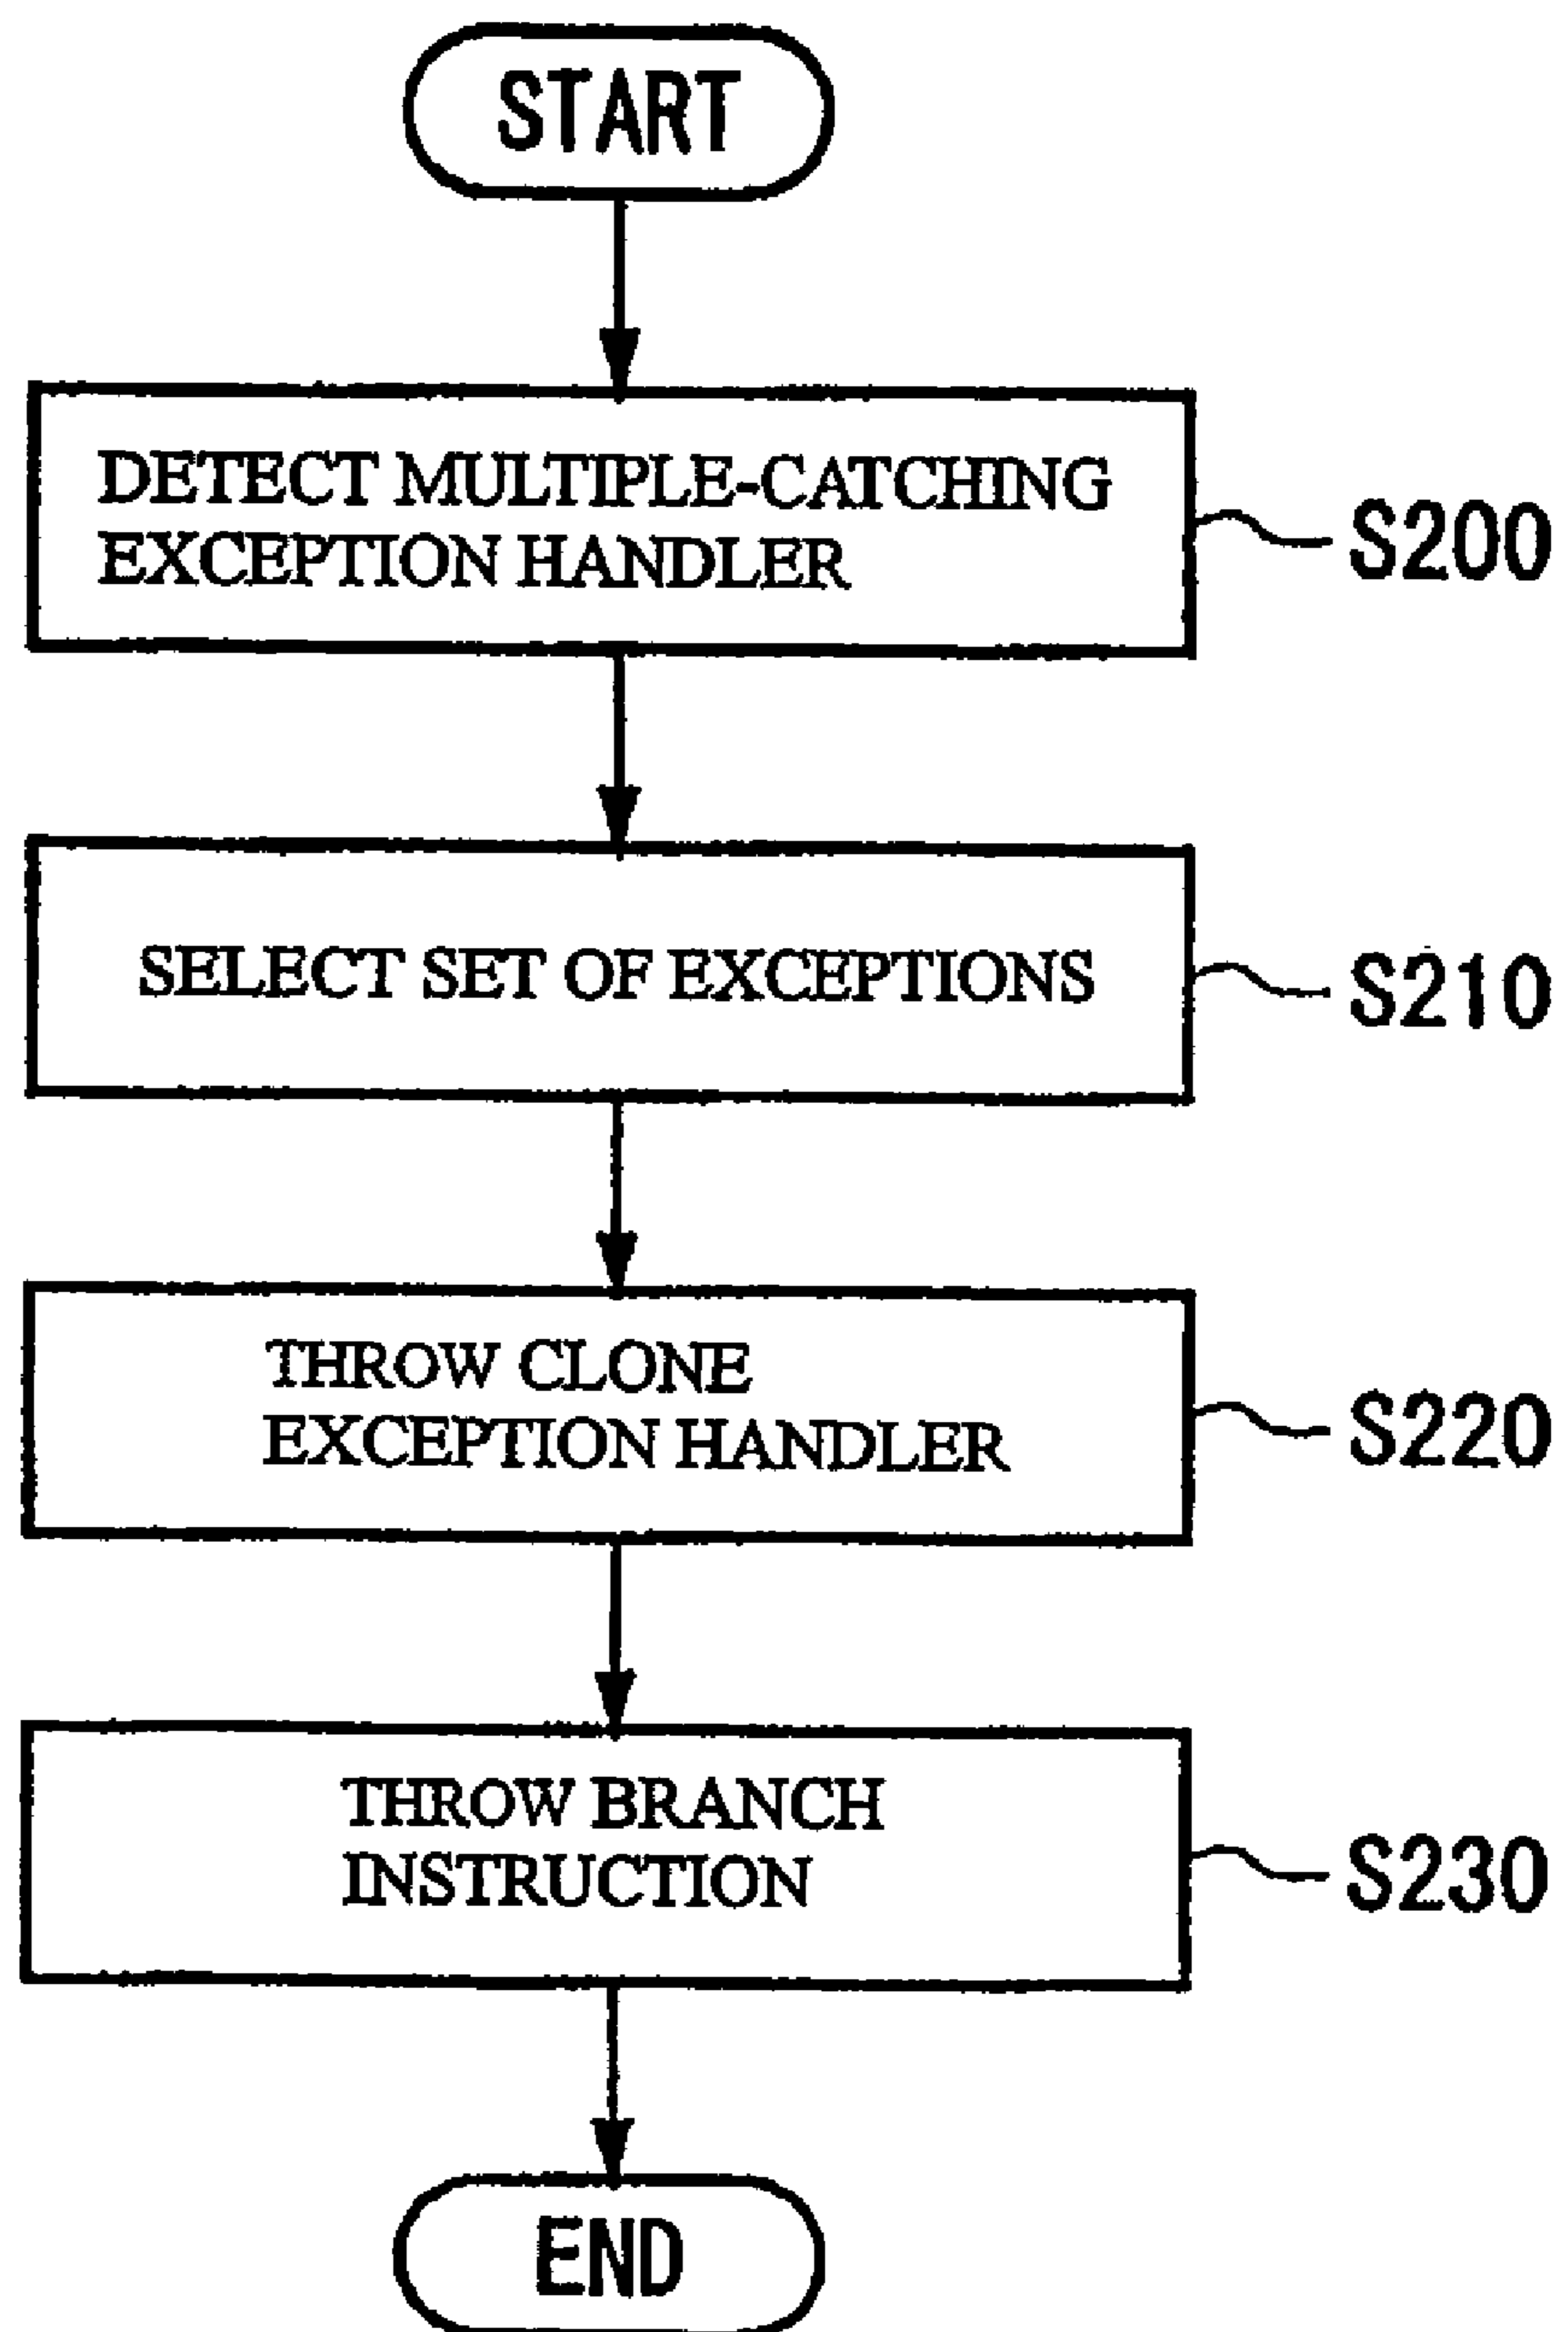 START
DETECT MULTIPLE-CATCHING
EXCEPTION HANDLER
S200
SELECT SET OF EXCEPTIONS
S210
THROW CLONE
EXCEPTION HANDLER
S220
THROW BRANCH
INSTRUCTION
S230
END